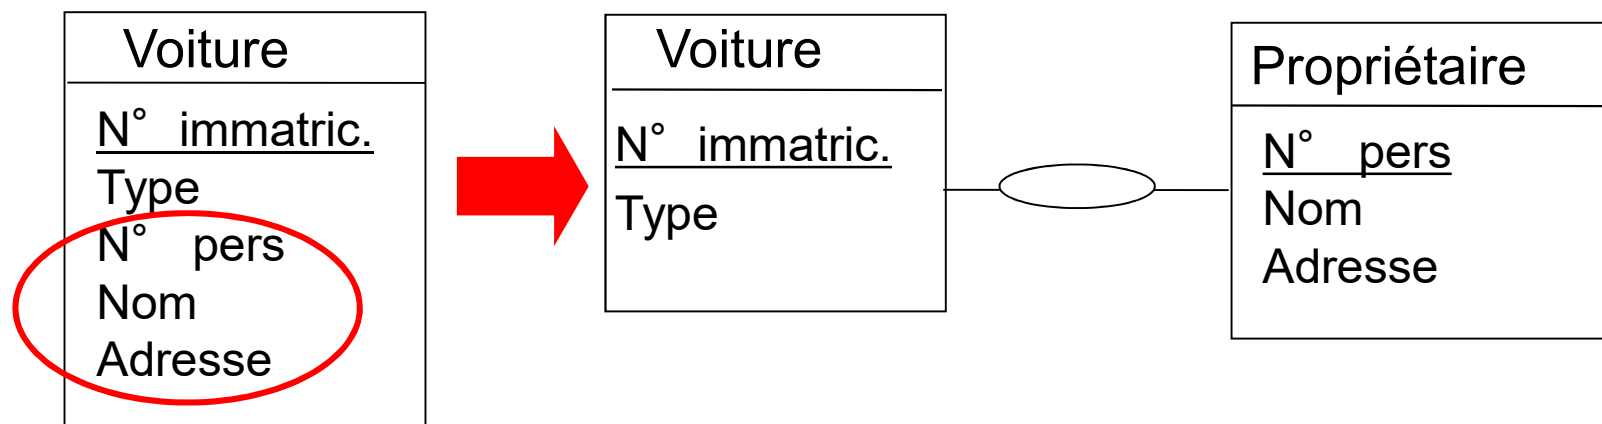 Voiture
N° immatric.
Type
N° pers
Nom
Adresse
Voiture
N° immatric.
Type
Propriétaire
N° pers
Nom
Adresse